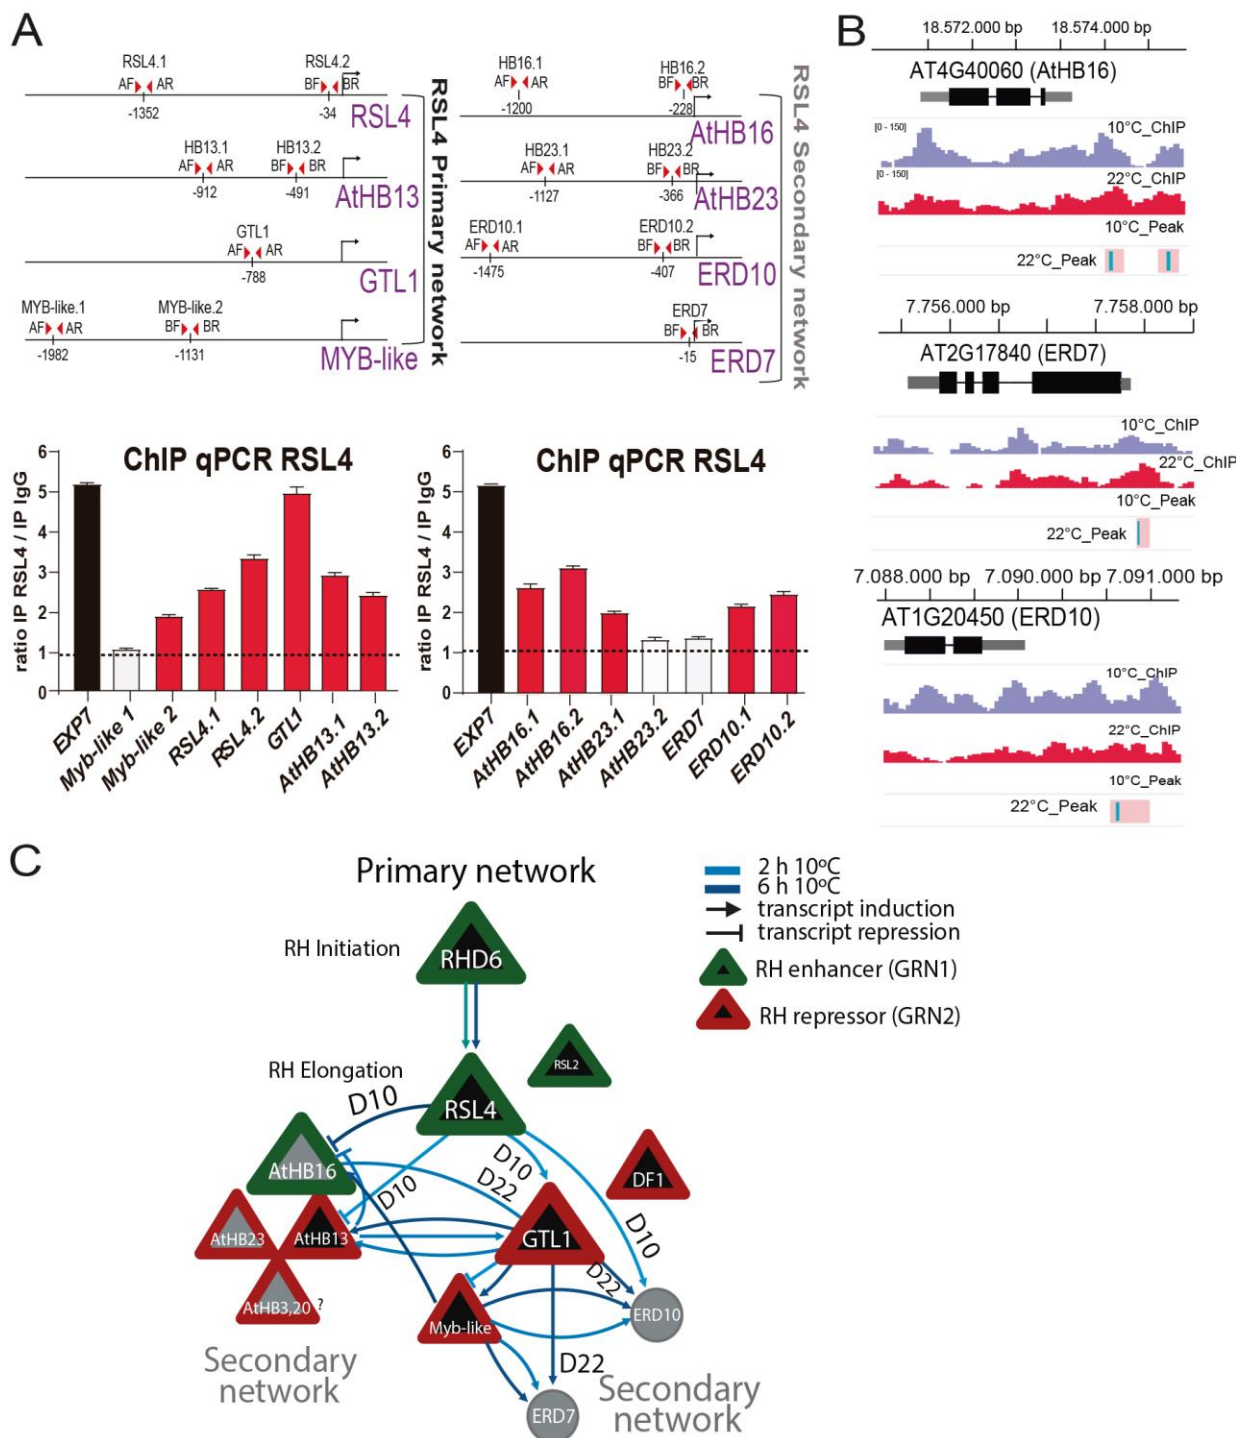 A
RSL4.1
RSL4.2
AF AR
BF BR
-1352
-34
RSL4
HB13.1
HB13.2
AF AR
BF BR
-912
-491
AtHB13
GTL1
AF AR
-788
GTL1
MYB-like.1
MYB-like.2
AF AR
BF BR
-1982
-1131
MYB-like
RSL4 Primary network
HB16.1
HB16.2
AF AR
BF BR
-1200
-228
AtHB16
HB23.1
HB23.2
AF AR
BF BR
-1127
-366
AtHB23
ERD10.1
ERD10.2
AF AR
BF BR
-1475
-407
ERD10
ERD7
BF BR
-15
ERD7
RSL4 Secondary network
ChIP qPCR RSL4
ratio IP RSL4 / IP IgG
6
5
4
3
2
1
0
EXP7
Myb-like 1
Myb-like 2
RSL4.1
RSL4.2
GTL1
AtHB13.1
AtHB13.2
ChIP qPCR RSL4
ratio IP RSL4 / IP IgG
6
5
4
3
2
1
0
EXP7
AtHB16.1
AtHB16.2
AtHB23.1
AtHB23.2
ERD7
ERD10.1
ERD10.2
B
18.572.000 bp 18.574.000 bp
AT4G40060 (AtHB16)
[0 - 150]
10°C_ChIP
[0 - 150]
22°C_ChIP
10°C_Peak
22°C_Peak
7.756.000 bp 7.758.000 bp
AT2G17840 (ERD7)
10°C_ChIP
22°C_ChIP
10°C_Peak
22°C_Peak
7.088.000 bp 7.090.000 bp 7.091.000 bp
AT1G20450 (ERD10)
10°C_ChIP
22°C_ChIP
10°C_Peak
22°C_Peak
C
Primary network
2 h 10ºC
6 h 10ºC
transcript induction
transcript repression
RH enhancer (GRN1)
RH repressor (GRN2)
RH Initiation
RHD6
RSL2
RH Elongation
D10
RSL4
AtHB16
D10
D10
D22
DF1
AtHB23
AtHB13
GTL1
D10
D22
AtHB3,20 ?
Myb-like
ERD10
Secondary
network
D22
Secondary
network
ERD7